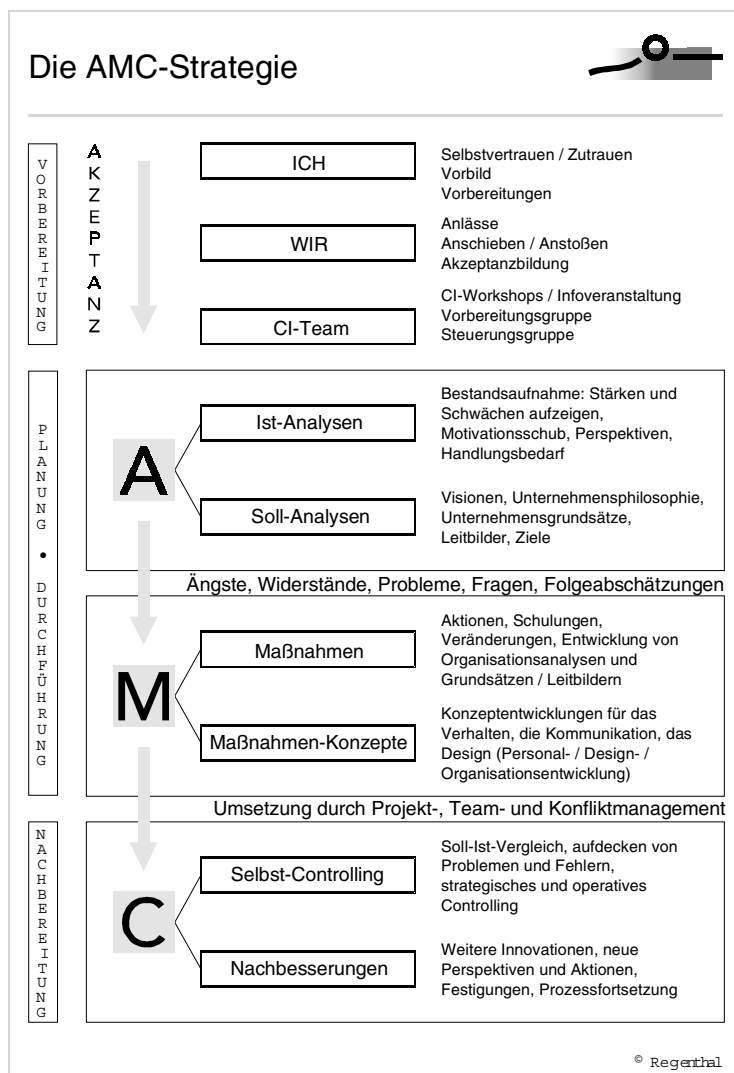 Die AMC-Strategie
VORBEREITUNG
AKZEPTANZ
ICH
Selbstvertrauen / Zutrauen
Vorbild
Vorbereitungen
WIR
Anlässe
Anschieben / Anstoßen
Akzeptanzbildung
CI-Team
CI-Workshops / Infoveranstaltung
Vorbereitungsgruppe
Steuerungsgruppe
PLANUNG • DURCHFÜHRUNG
A
Ist-Analysen
Bestandsaufnahme: Stärken und
Schwächen aufzeigen,
Motivationsschub, Perspektiven,
Handlungsbedarf
Soll-Analysen
Visionen, Unternehmensphilosophie,
Unternehmensgrundsätze,
Leitbilder, Ziele
Ängste, Widerstände, Probleme, Fragen, Folgeabschätzungen
M
Maßnahmen
Aktionen, Schulungen,
Veränderungen, Entwicklung von
Organisationsanalysen und
Grundsätzen / Leitbildern
Maßnahmen-Konzepte
Konzeptentwicklungen für das
Verhalten, die Kommunikation, das
Design (Personal- / Design- /
Organisationsentwicklung)
Umsetzung durch Projekt-, Team- und Konfliktmanagement
NACHBEREITUNG
C
Selbst-Controlling
Soll-Ist-Vergleich, aufdecken von
Problemen und Fehlern,
strategisches und operatives
Controlling
Nachbesserungen
Weitere Innovationen, neue
Perspektiven und Aktionen,
Festigungen, Prozessfortsetzung
© Regenthal